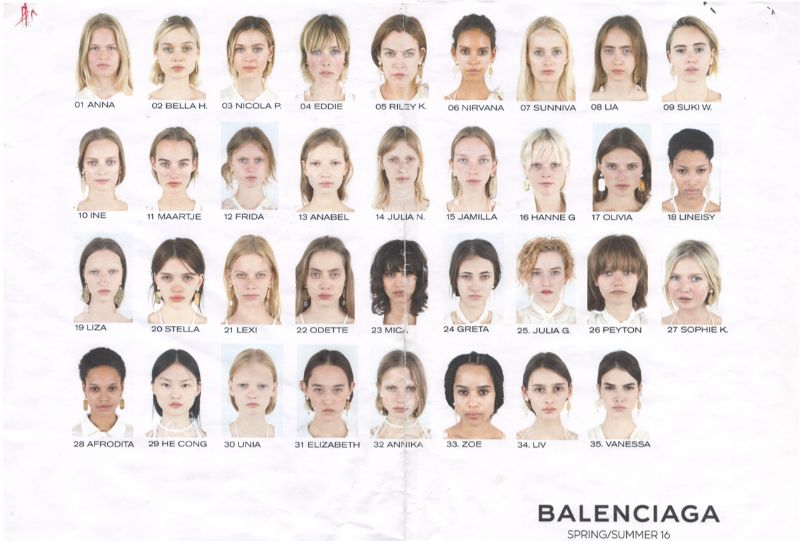 01 ANNA
02 BELLA H.
03 NICOLA P.
04 EDDIE
05 RILEY K.
06 NIRVANA
07 SUNNIVA
08 LIA
09 SUKI W.
10 INE
11 MAARTJE
12 FRIDA
13 ANABEL
14 JULIA N.
15 JAMILLA
16 HANNE G
17 OLIVIA
18 LINEISY
19 LIZA
20 STELLA
21 LEXI
22 ODETTE
23 MICA
24 GRETA
25. JULIA G.
26 PEYTON
27 SOPHIE K.
28 AFRODITA
29 HE CONG
30 UNIA
31 ELIZABETH
32 ANNIKA
33. ZOE
34. LIV
35. VANESSA
BALENCIAGA
SPRING/SUMMER 16